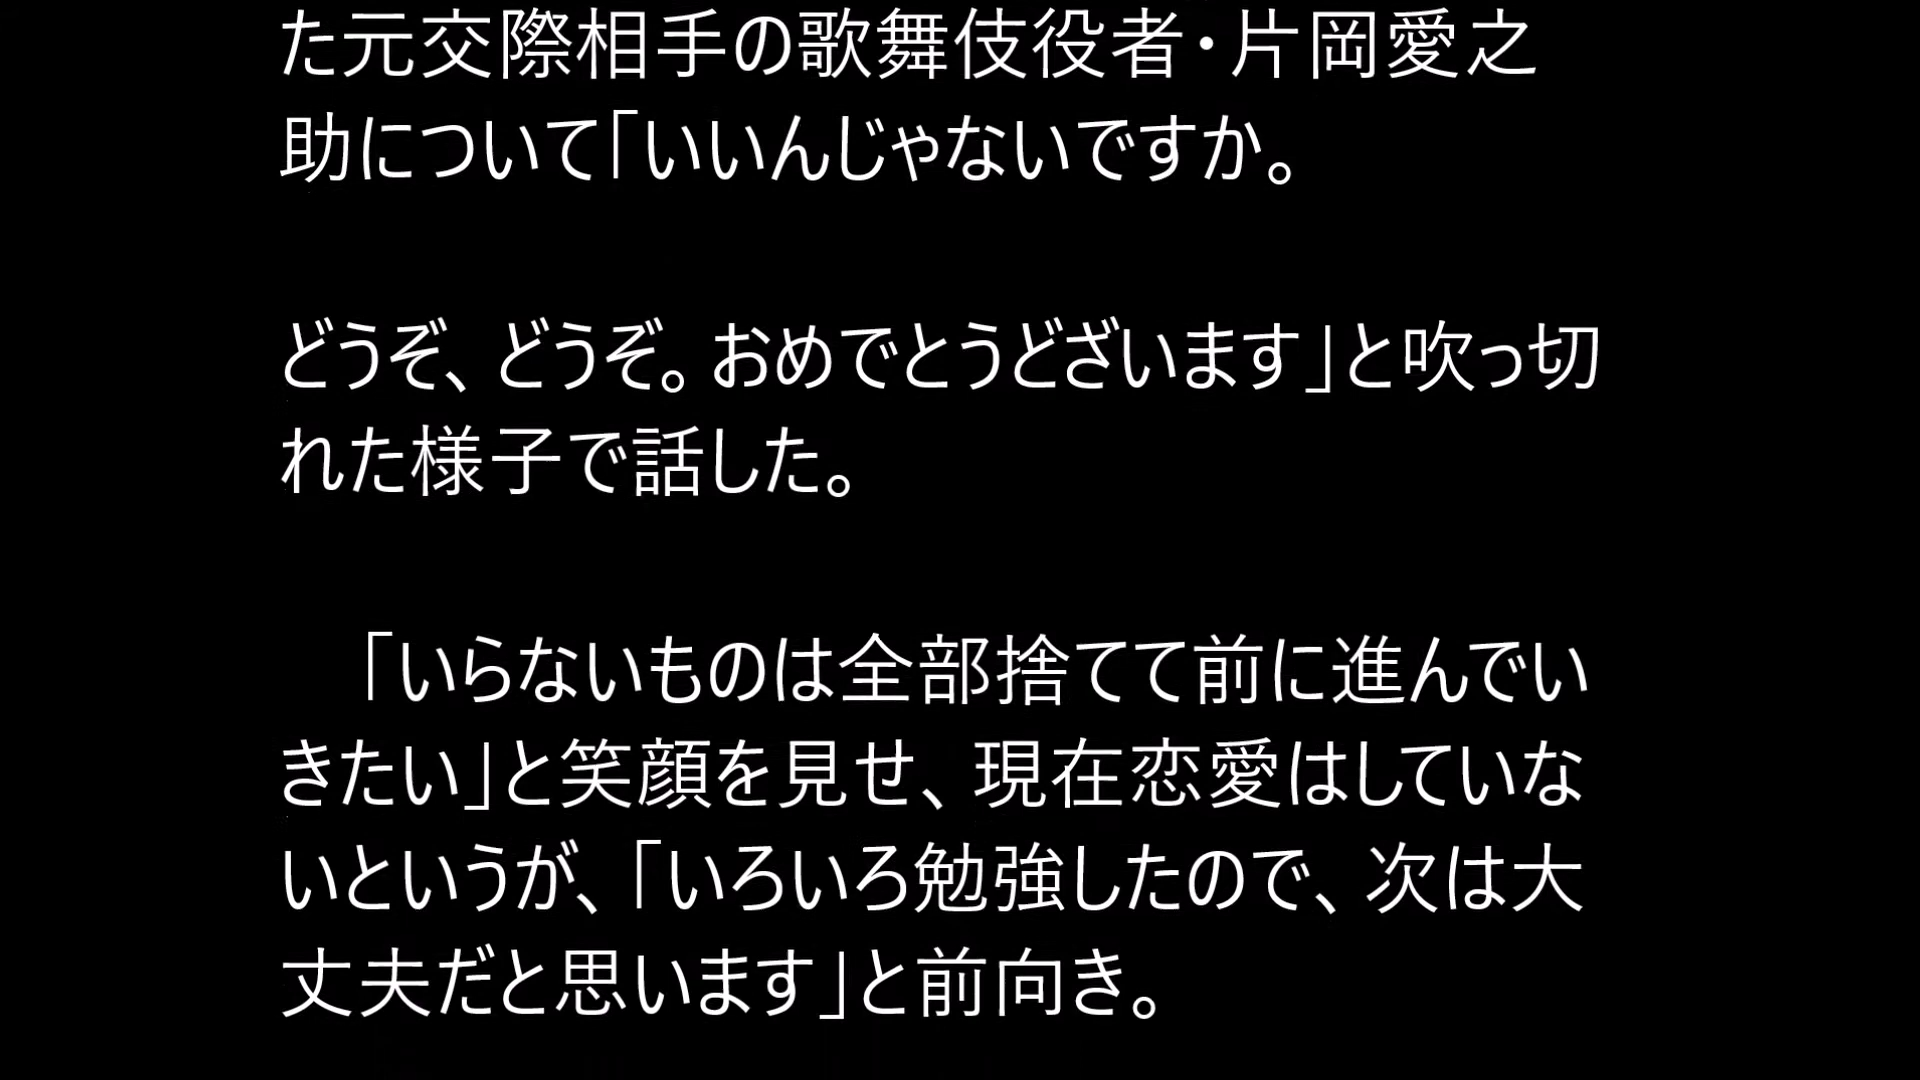 た元交際相手の歌舞伎役者・片岡愛之
助について「いいんじゃないですか。
どうぞ、どうぞ。おめでとうどざいます」と吹っ切
れた様子で話した。
「いらないものは全部捨てて前に進んでい
きたい」と笑顔を見せ、現在恋愛はしていな
いというが、「いろいろ勉強したので、次は大
丈夫だと思います」と前向き。